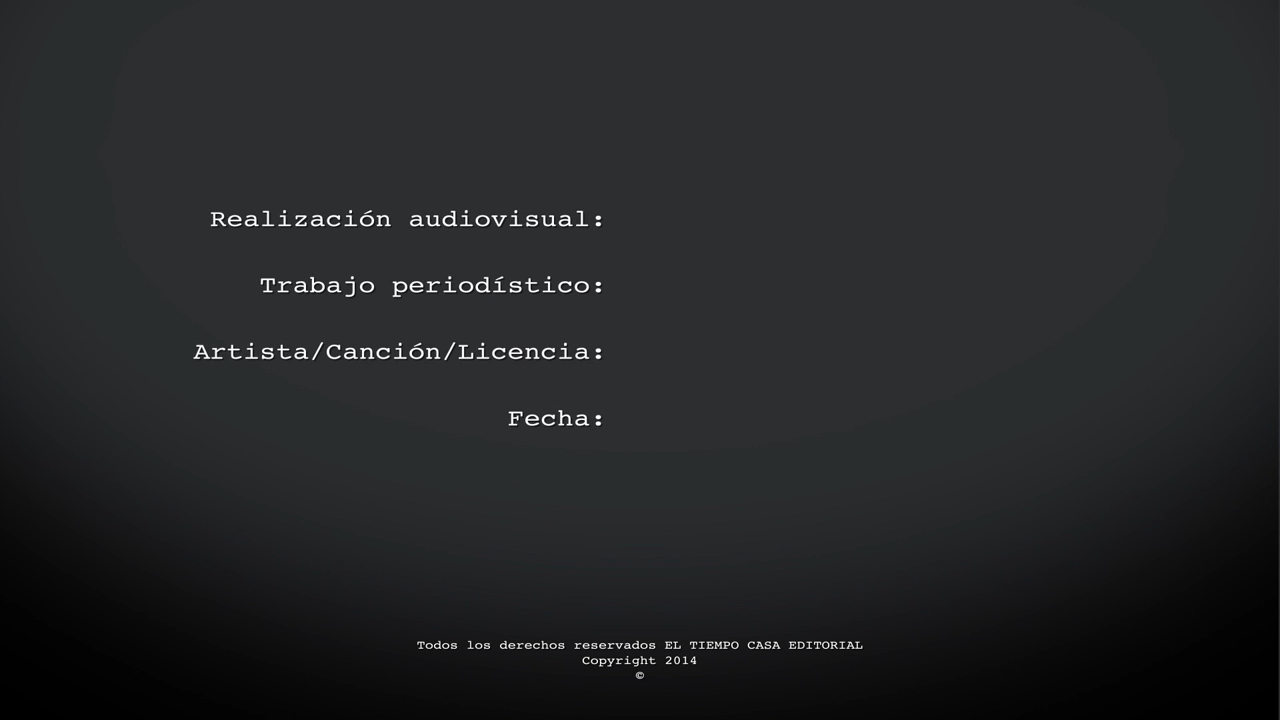 Realización audiovisual:
Trabajo periodístico:
Artista/Canción/Licencia:
Fecha:
Todos los derechos reservados EL TIEMPO CASA EDITORIAL
Copyright 2014
©